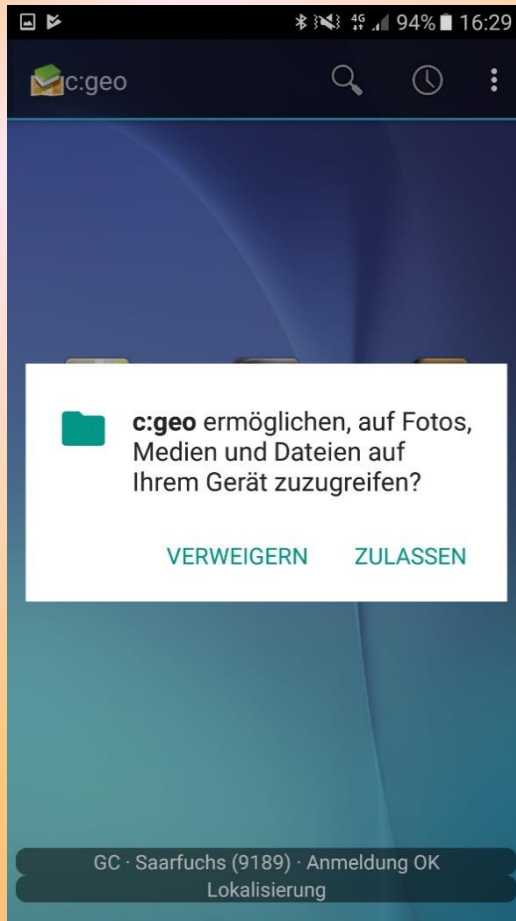 4G 94% 16:29
c:geo
c:geo ermöglichen, auf Fotos,
Medien und Dateien auf
Ihrem Gerät zuzugreifen?
VERWEIGERN ZULASSEN
GC · Saarfuchs (9189) · Anmeldung OK
Lokalisierung